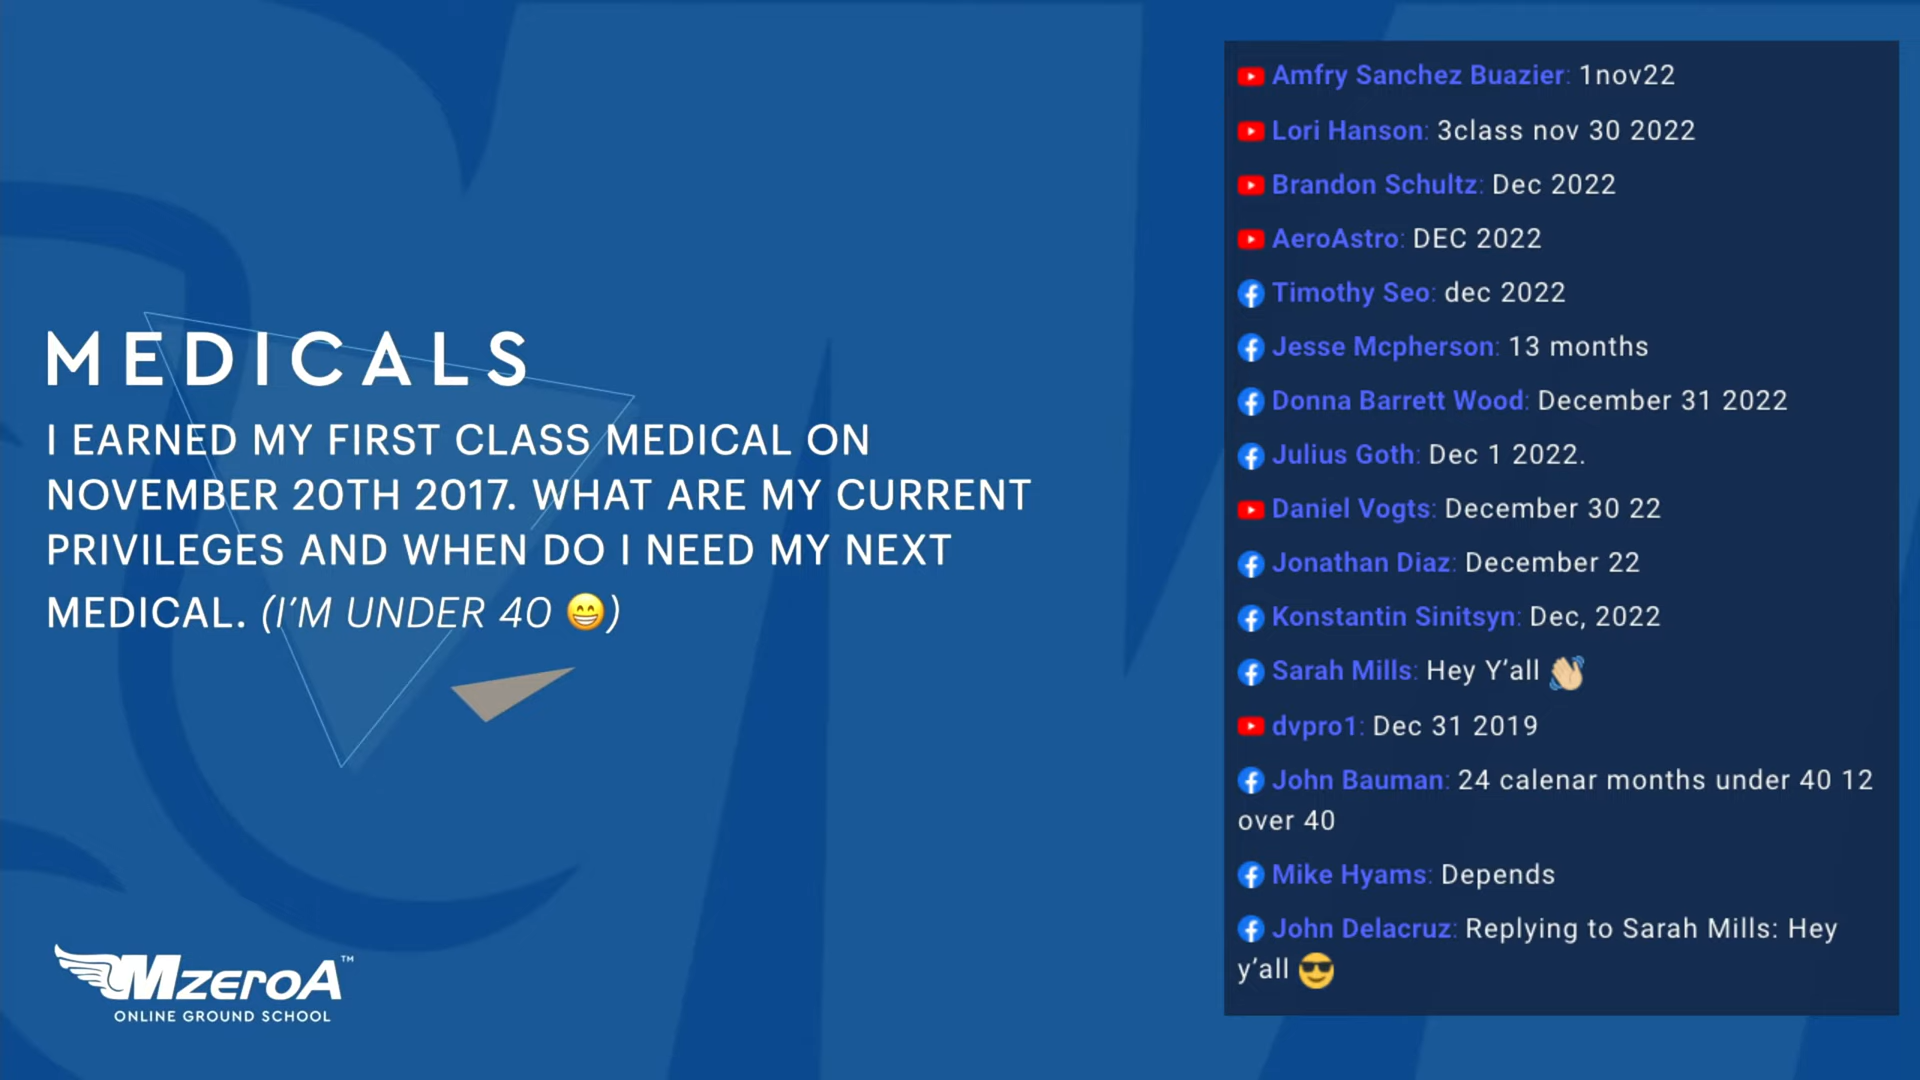 MEDICALS
I EARNED MY FIRST CLASS MEDICAL ON
NOVEMBER 20TH 2017. WHAT ARE MY CURRENT
PRIVILEGES AND WHEN DO I NEED MY NEXT
MEDICAL. (I'M UNDER 40 😁)
MZEROA™
ONLINE GROUND SCHOOL
Amfry Sanchez Buazier: 1nov22
Lori Hanson: 3class nov 30 2022
Brandon Schultz: Dec 2022
AeroAstro: DEC 2022
Timothy Seo: dec 2022
Jesse Mcpherson: 13 months
Donna Barrett Wood: December 31 2022
Julius Goth: Dec 1 2022.
Daniel Vogts: December 30 22
Jonathan Diaz: December 22
Konstantin Sinitsyn: Dec, 2022
Sarah Mills: Hey Y’all 👋🏼
dvpro1: Dec 31 2019
John Bauman: 24 calenar months under 40 12
over 40
Mike Hyams: Depends
John Delacruz: Replying to Sarah Mills: Hey
y’all 😎